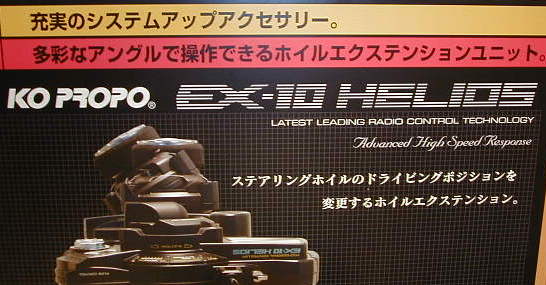 充実のシステムアップアクセサリー。
多彩なアングルで操作できるホイルエクステンションユニット。
KO PROPO® EX-10 HELIOS
LATEST LEADING RADIO CONTROL TECHNOLOGY
Advanced High Speed Response
ステアリングホイルのドライビングポジションを
変更するホイルエクステンション。
EX-10 HELIOS